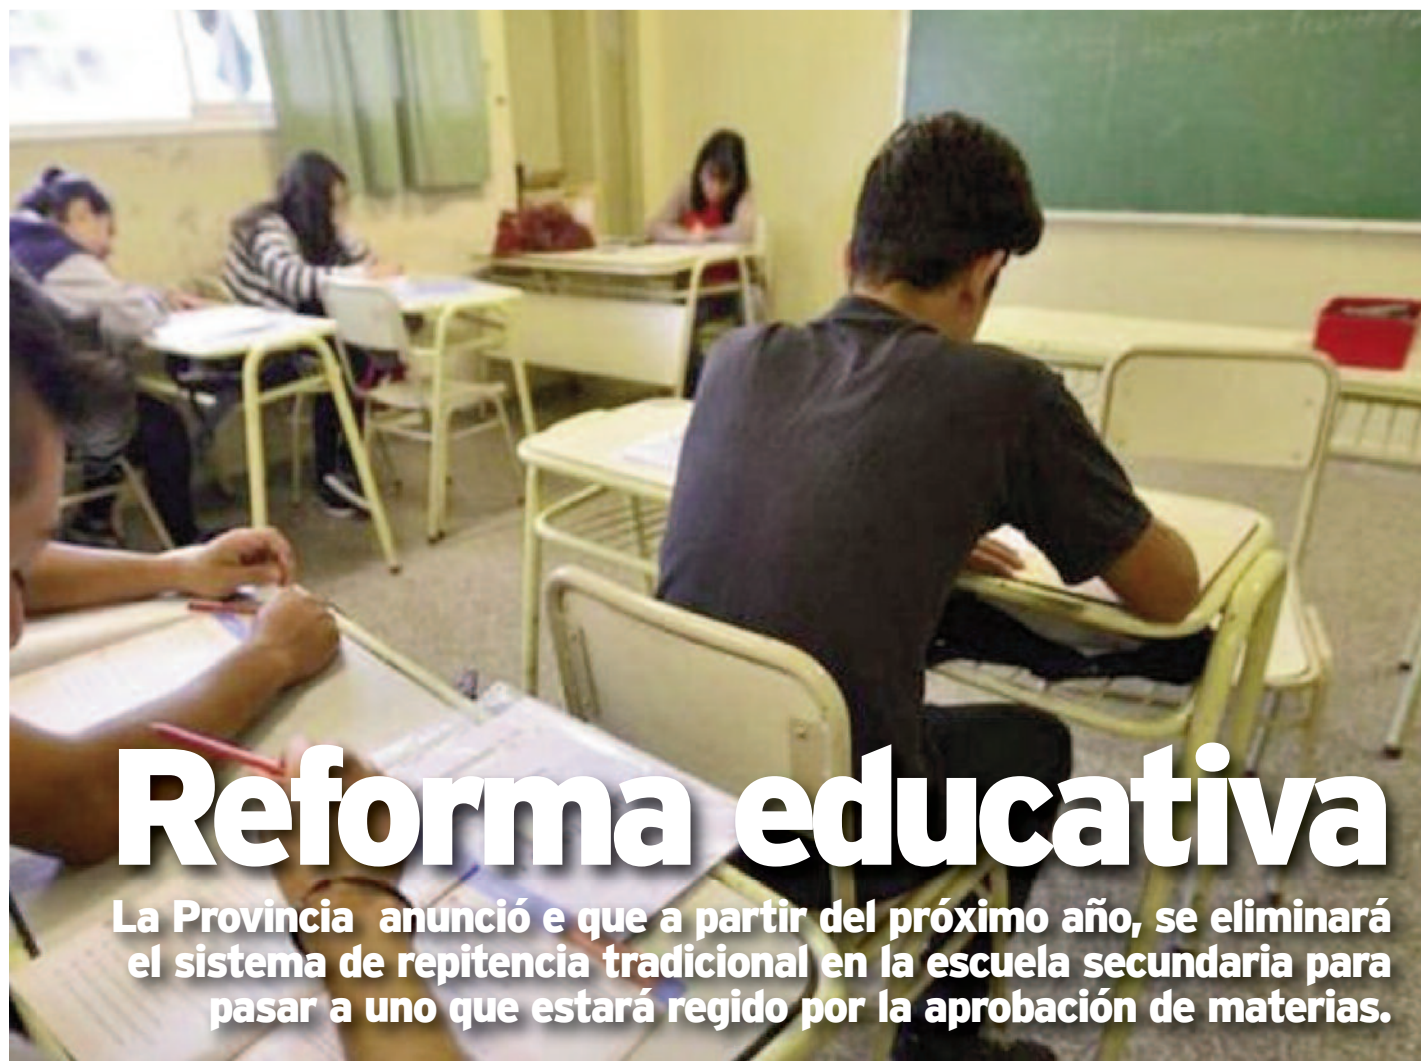 Reforma educativa
La Provincia anunció e que a partir del próximo año, se eliminará
el sistema de repitencia tradicional en la escuela secundaria para
pasar a uno que estará regido por la aprobación de materias.